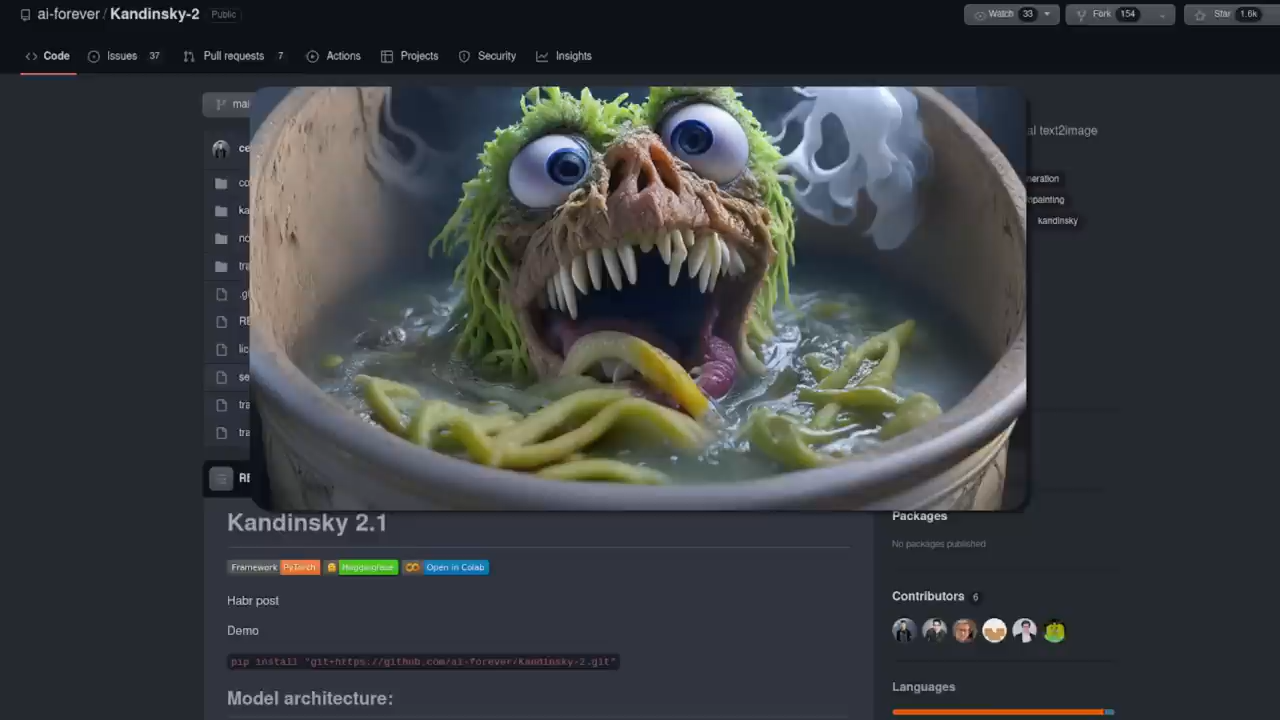 ai-forever / Kandinsky-2 Public
Watch 33
Fork 154
Star 1.6k
Code
Issues 37
Pull requests 7
Actions
Projects
Security
Insights
al text2image
kandinsky
Kandinsky 2.1
Framework PyTorch
Huggingface
Open in Colab
Habr post
Demo
pip install "git+https://github.com/ai-forever/Kandinsky-2.git"
Model architecture:
Packages
No packages published
Contributors 6
Languages